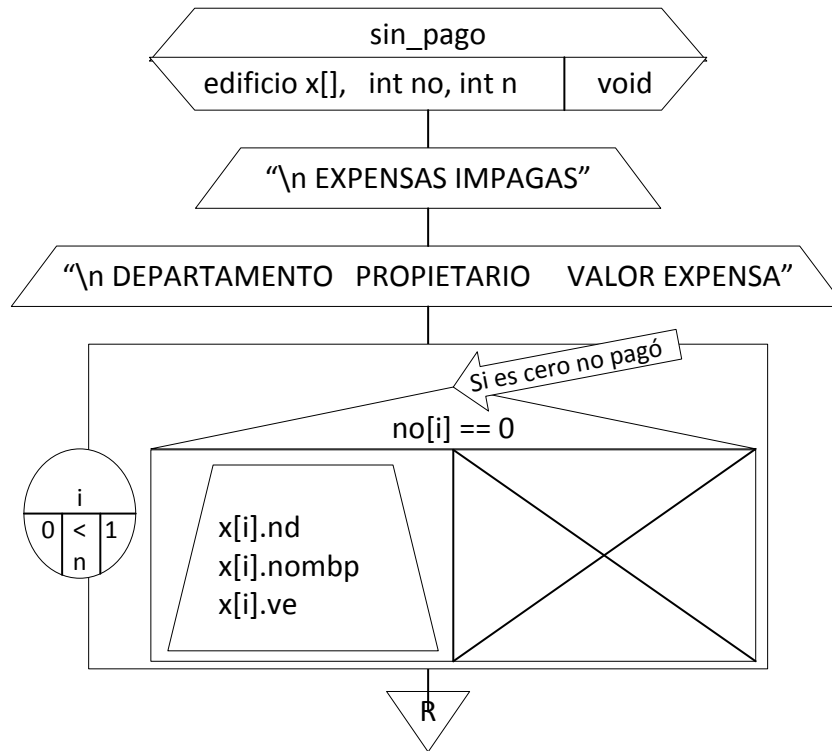 sin_pago
edificio x[], int no, int n void
“\n EXPENSAS IMPAGAS”
“\n DEPARTAMENTO PROPIETARIO VALOR EXPENSA”
Si es cero no pagó
no[i] == 0
i
0 < 1
n
x[i].nd
x[i].nombp
x[i].ve
R